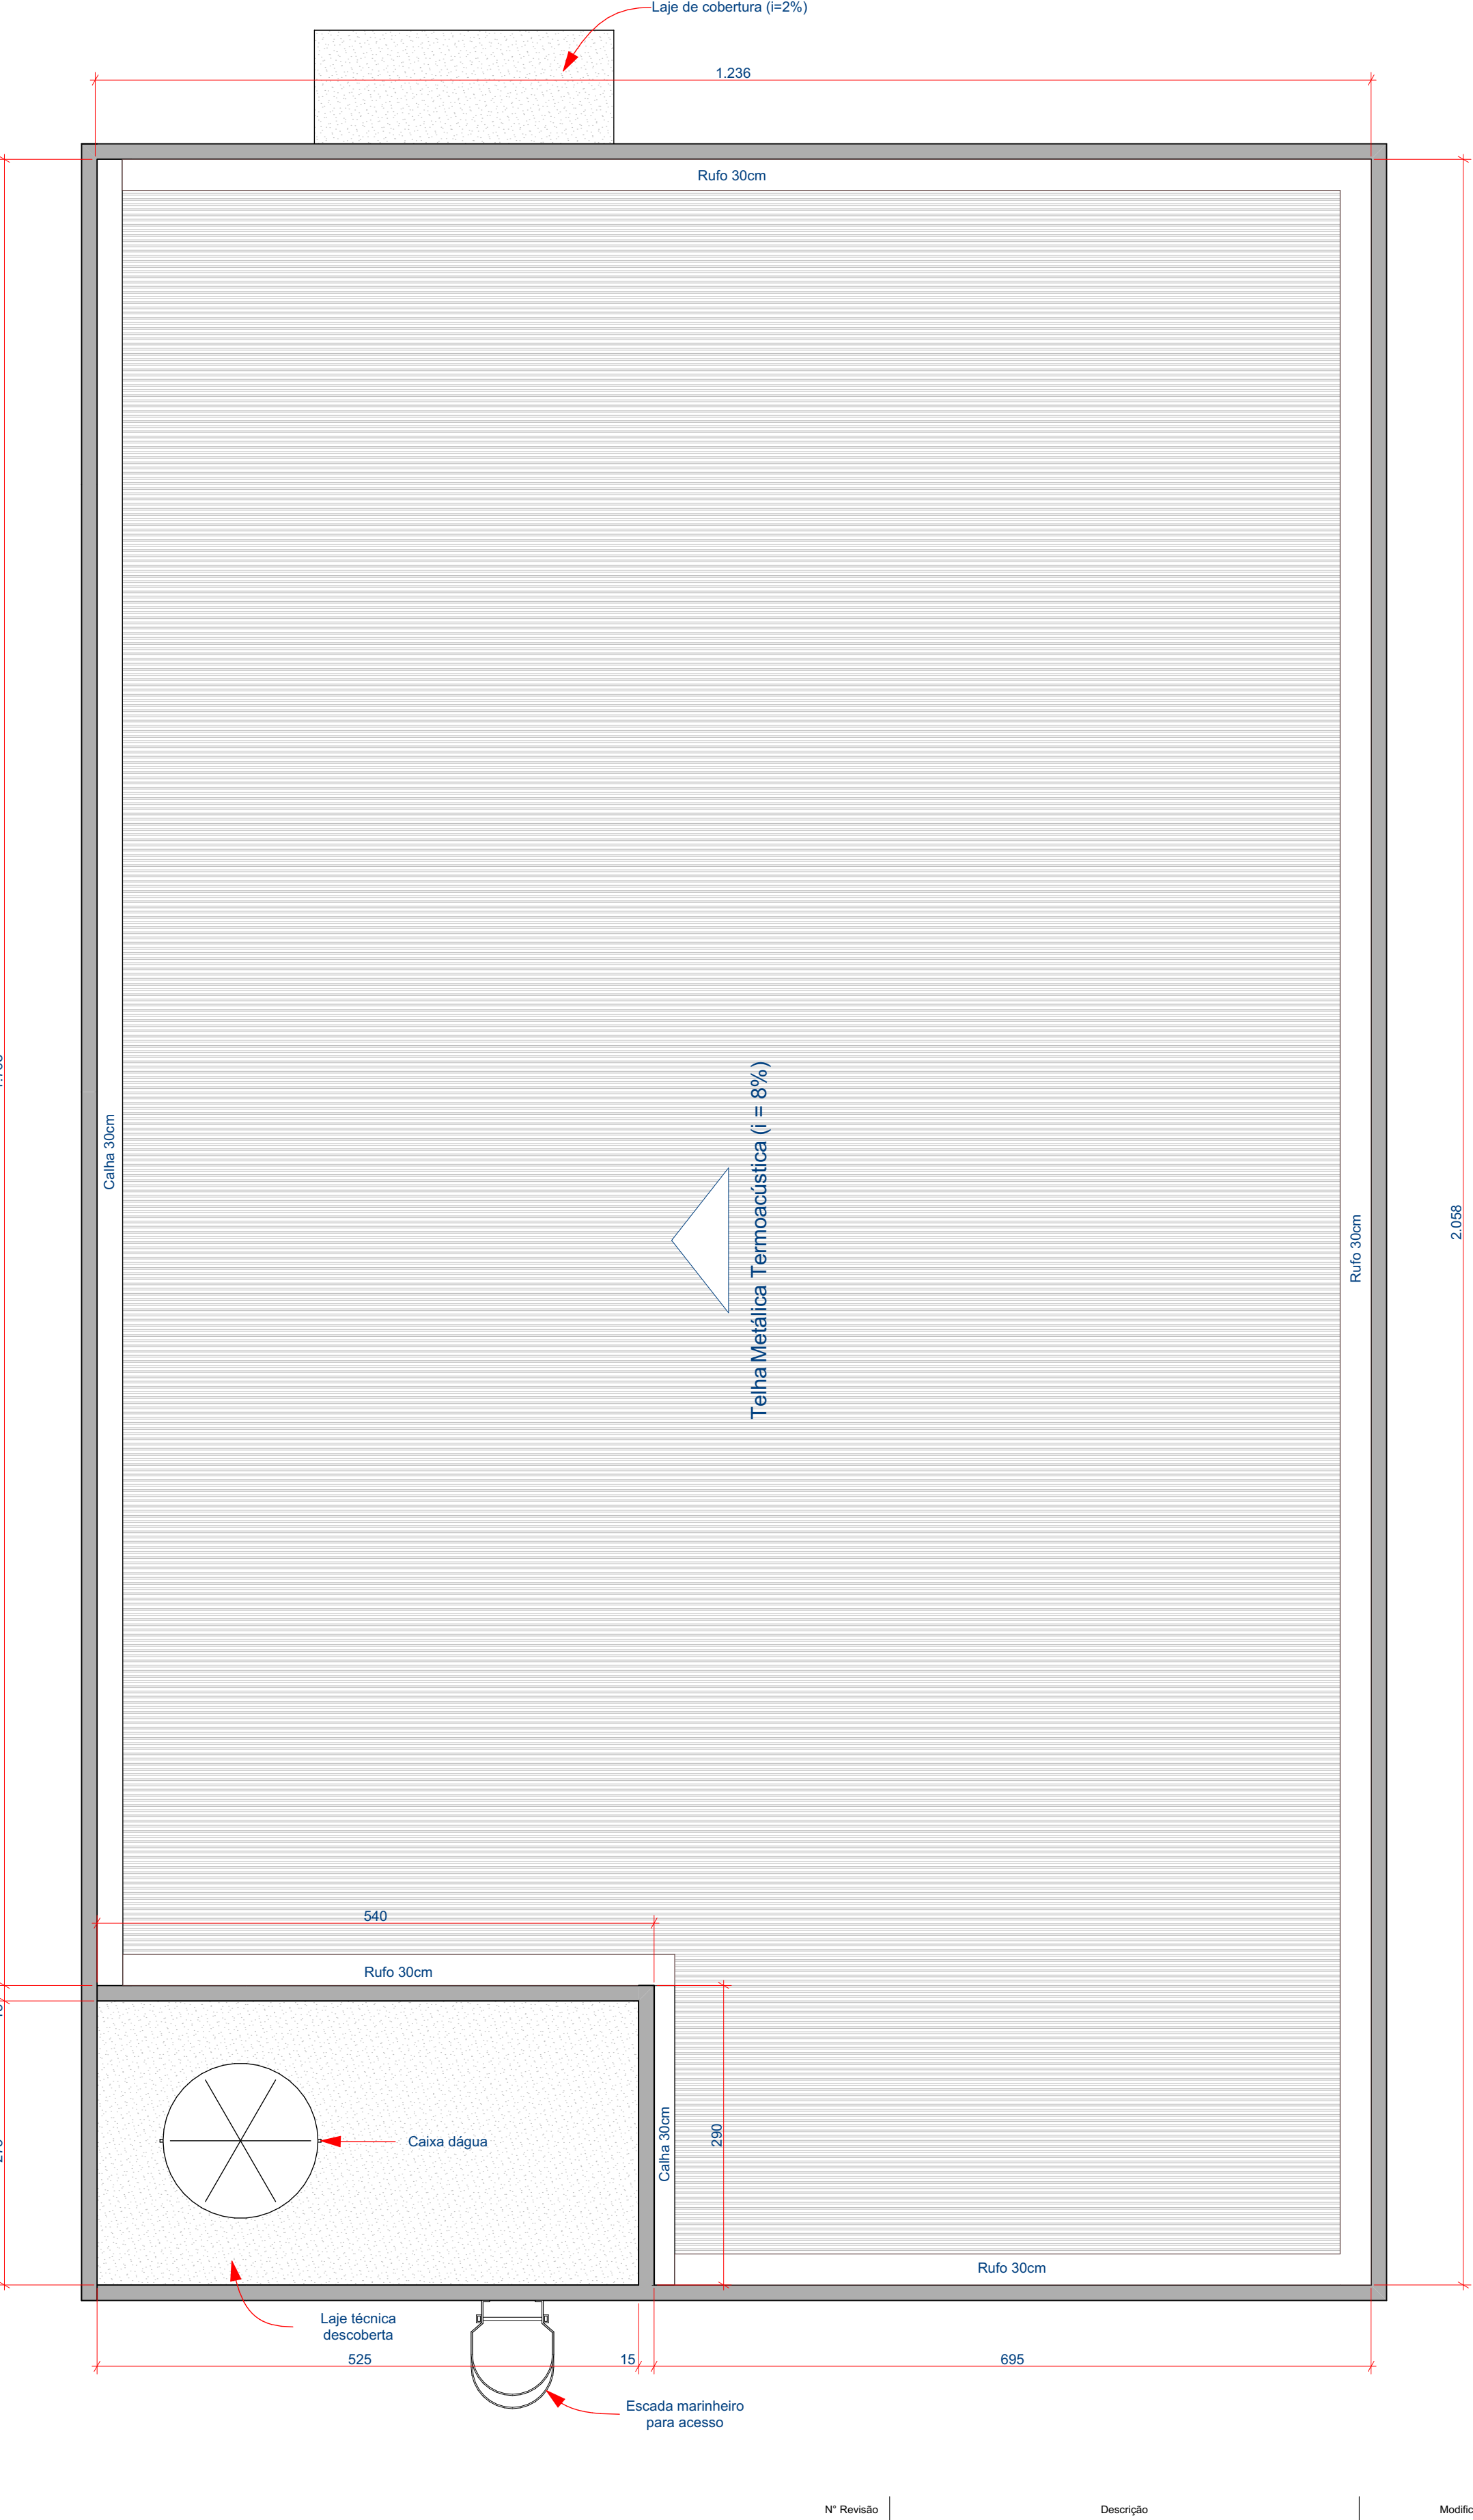 Laje de cobertura (i=2%)
1.236
Rufo 30cm
Calha 30cm
Telha Metálica Termoacústica (i = 8%)
Rufo 30cm
2.058
540
Rufo 30cm
Calha 30cm
290
Caixa dágua
Rufo 30cm
Laje técnica
descoberta
525
15
695
Escada marinheiro
para acesso
N° Revisão
Descrição